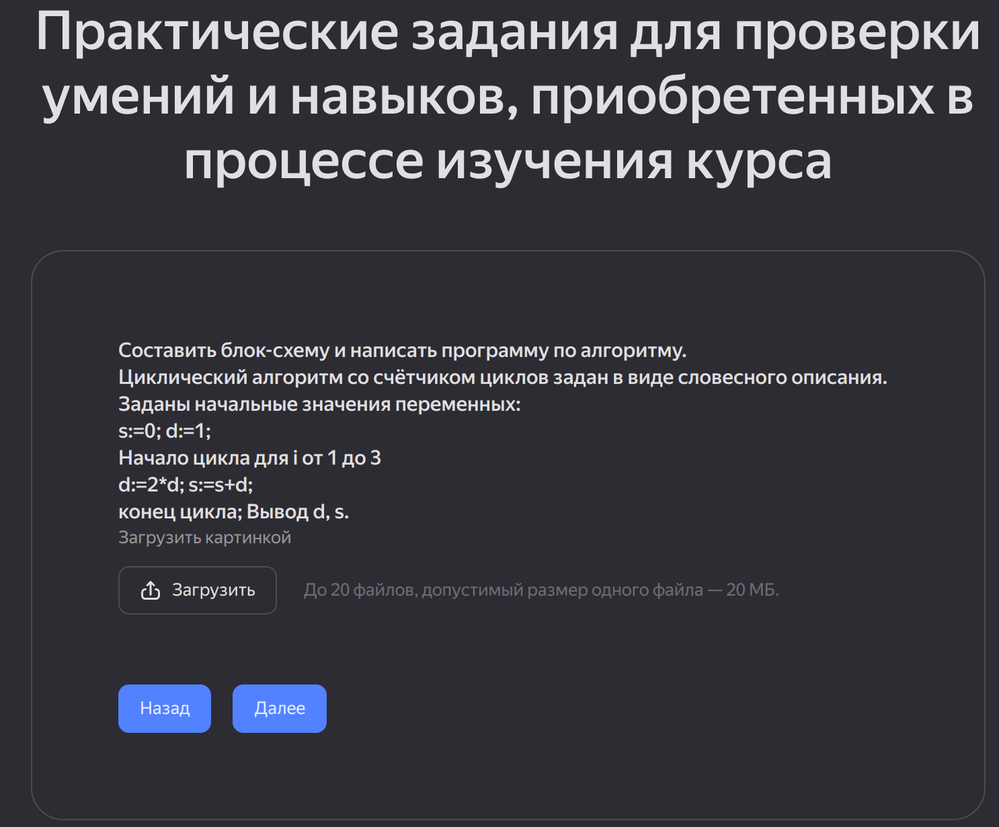 Практические задания для проверки
умений и навыков, приобретенных в
процессе изучения курса
Составить блок-схему и написать программу по алгоритму.
Циклический алгоритм со счётчиком циклов задан в виде словесного описания.
Заданы начальные значения переменных:
s:=0; d:=1;
Начало цикла для i от 1 до 3
d:=2*d; s:=s+d;
конец цикла; Вывод d, s.
Загрузить картинкой
Загрузить До 20 файлов, допустимый размер одного файла — 20 МБ.
Назад Далее